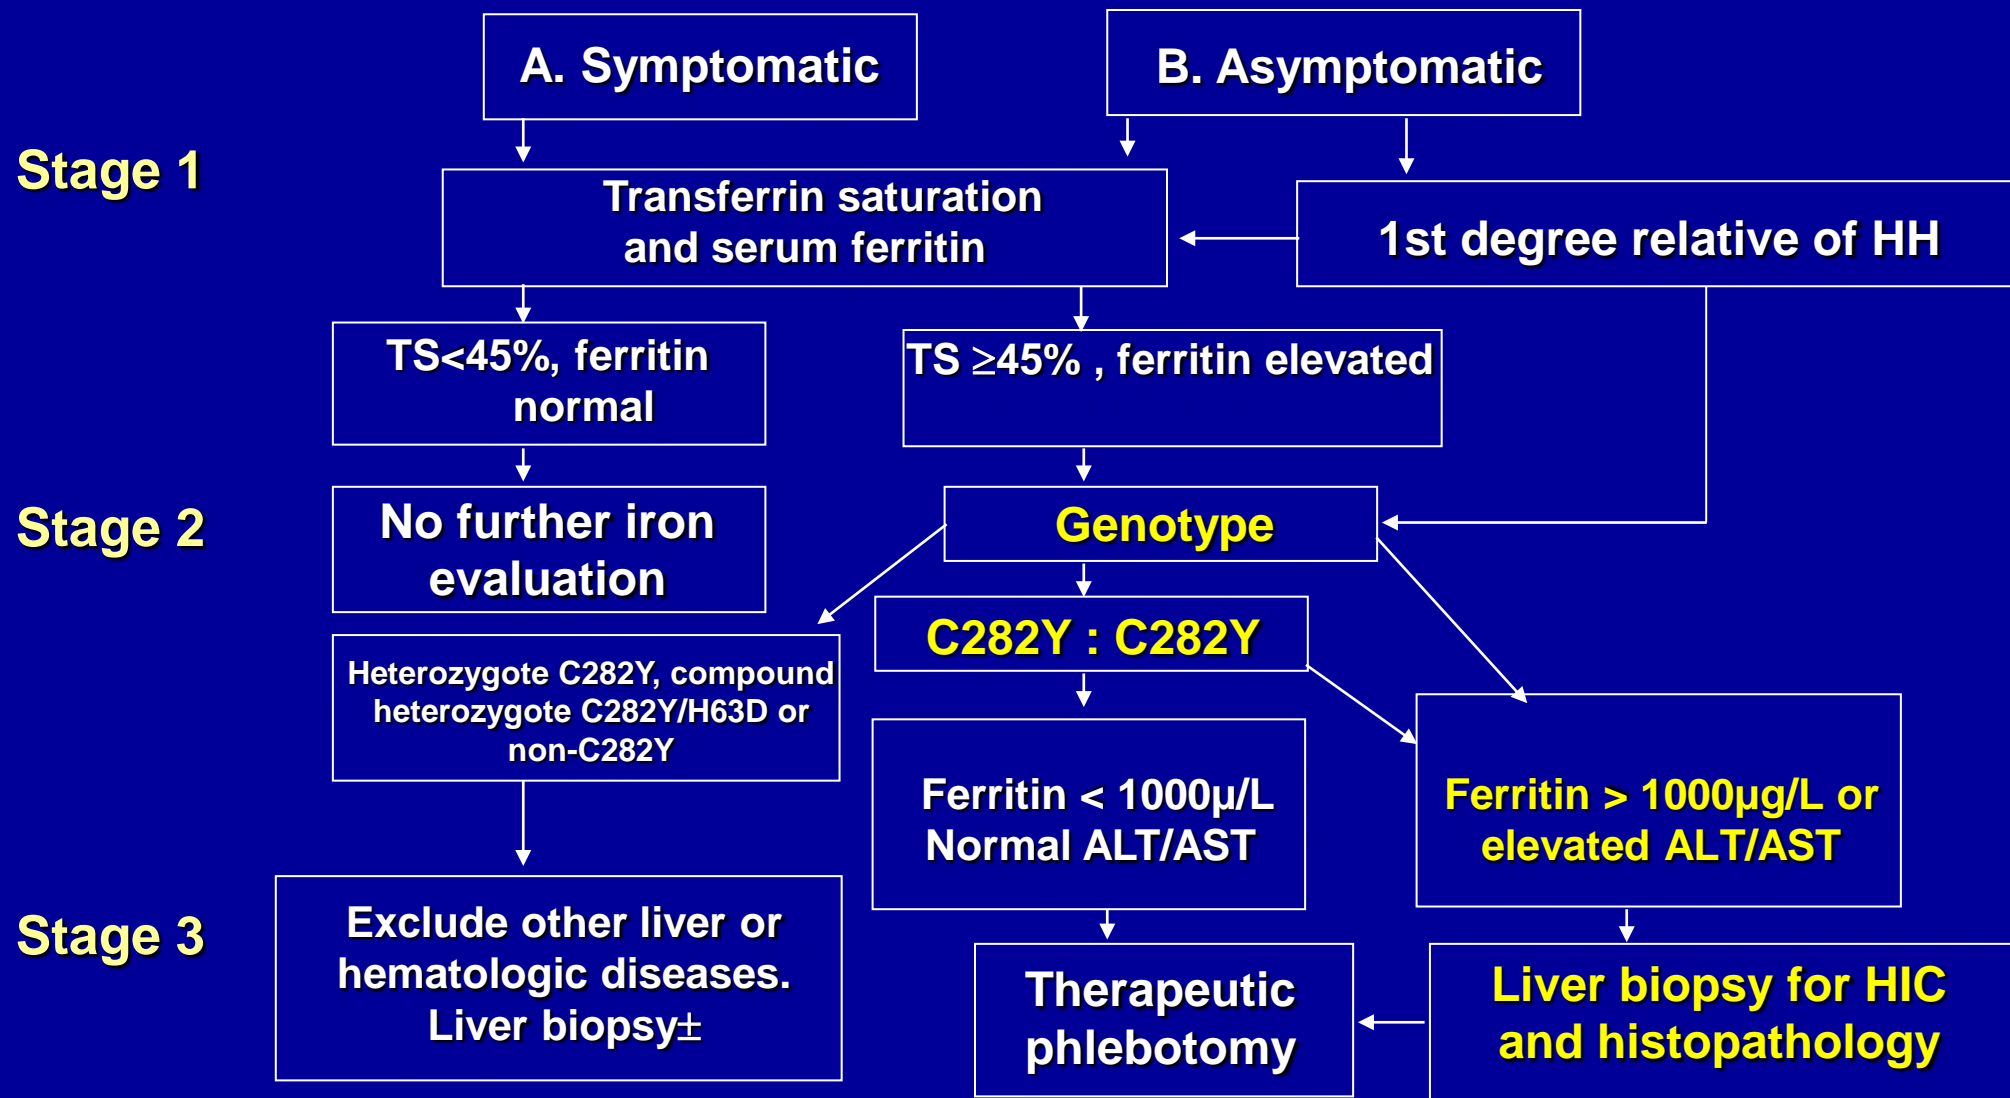 A. Symptomatic
B. Asymptomatic
Stage 1
Transferrin saturation
and serum ferritin
1st degree relative of HH
TS<45%, ferritin
normal
TS ≥45% , ferritin elevated
Stage 2
No further iron
evaluation
Genotype
C282Y : C282Y
Heterozygote C282Y, compound
heterozygote C282Y/H63D or
non-C282Y
Ferritin < 1000µ/L
Normal ALT/AST
Ferritin > 1000µg/L or
elevated ALT/AST
Stage 3
Exclude other liver or
hematologic diseases.
Liver biopsy±
Therapeutic
phlebotomy
Liver biopsy for HIC
and histopathology